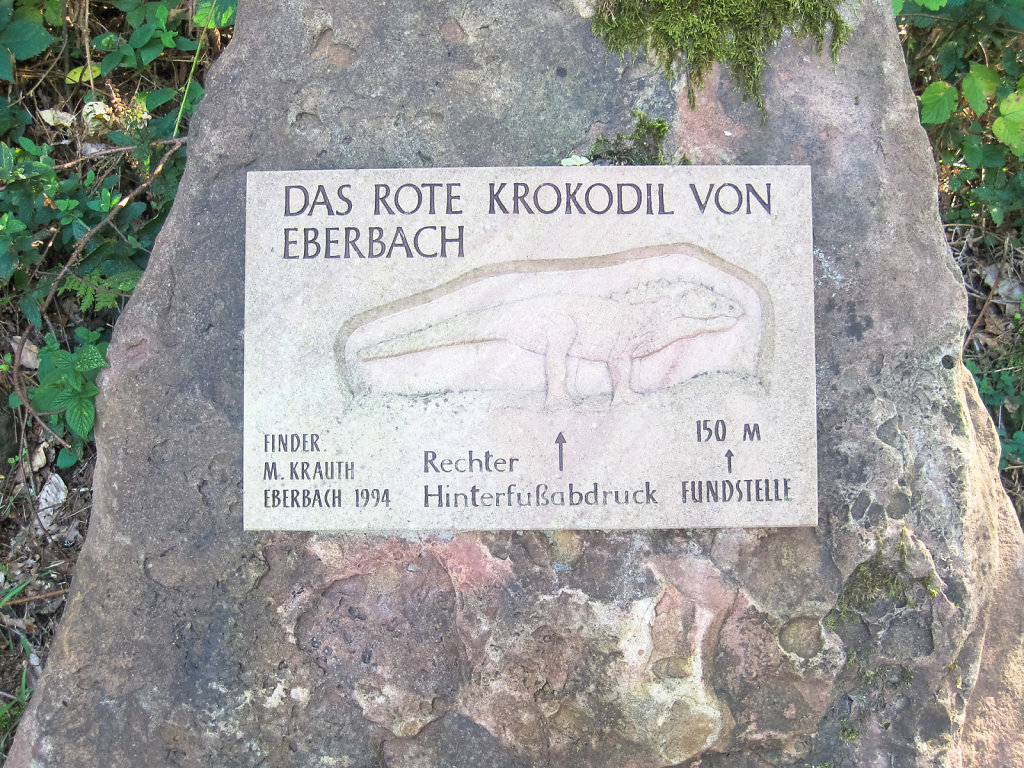 DAS ROTE KROKODIL VON
EBERBACH
FINDER.
M. KRAUTH
EBERBACH 1994
Rechter ↑
Hinterfußabdruck
150 M
↑
FUNDSTELLE